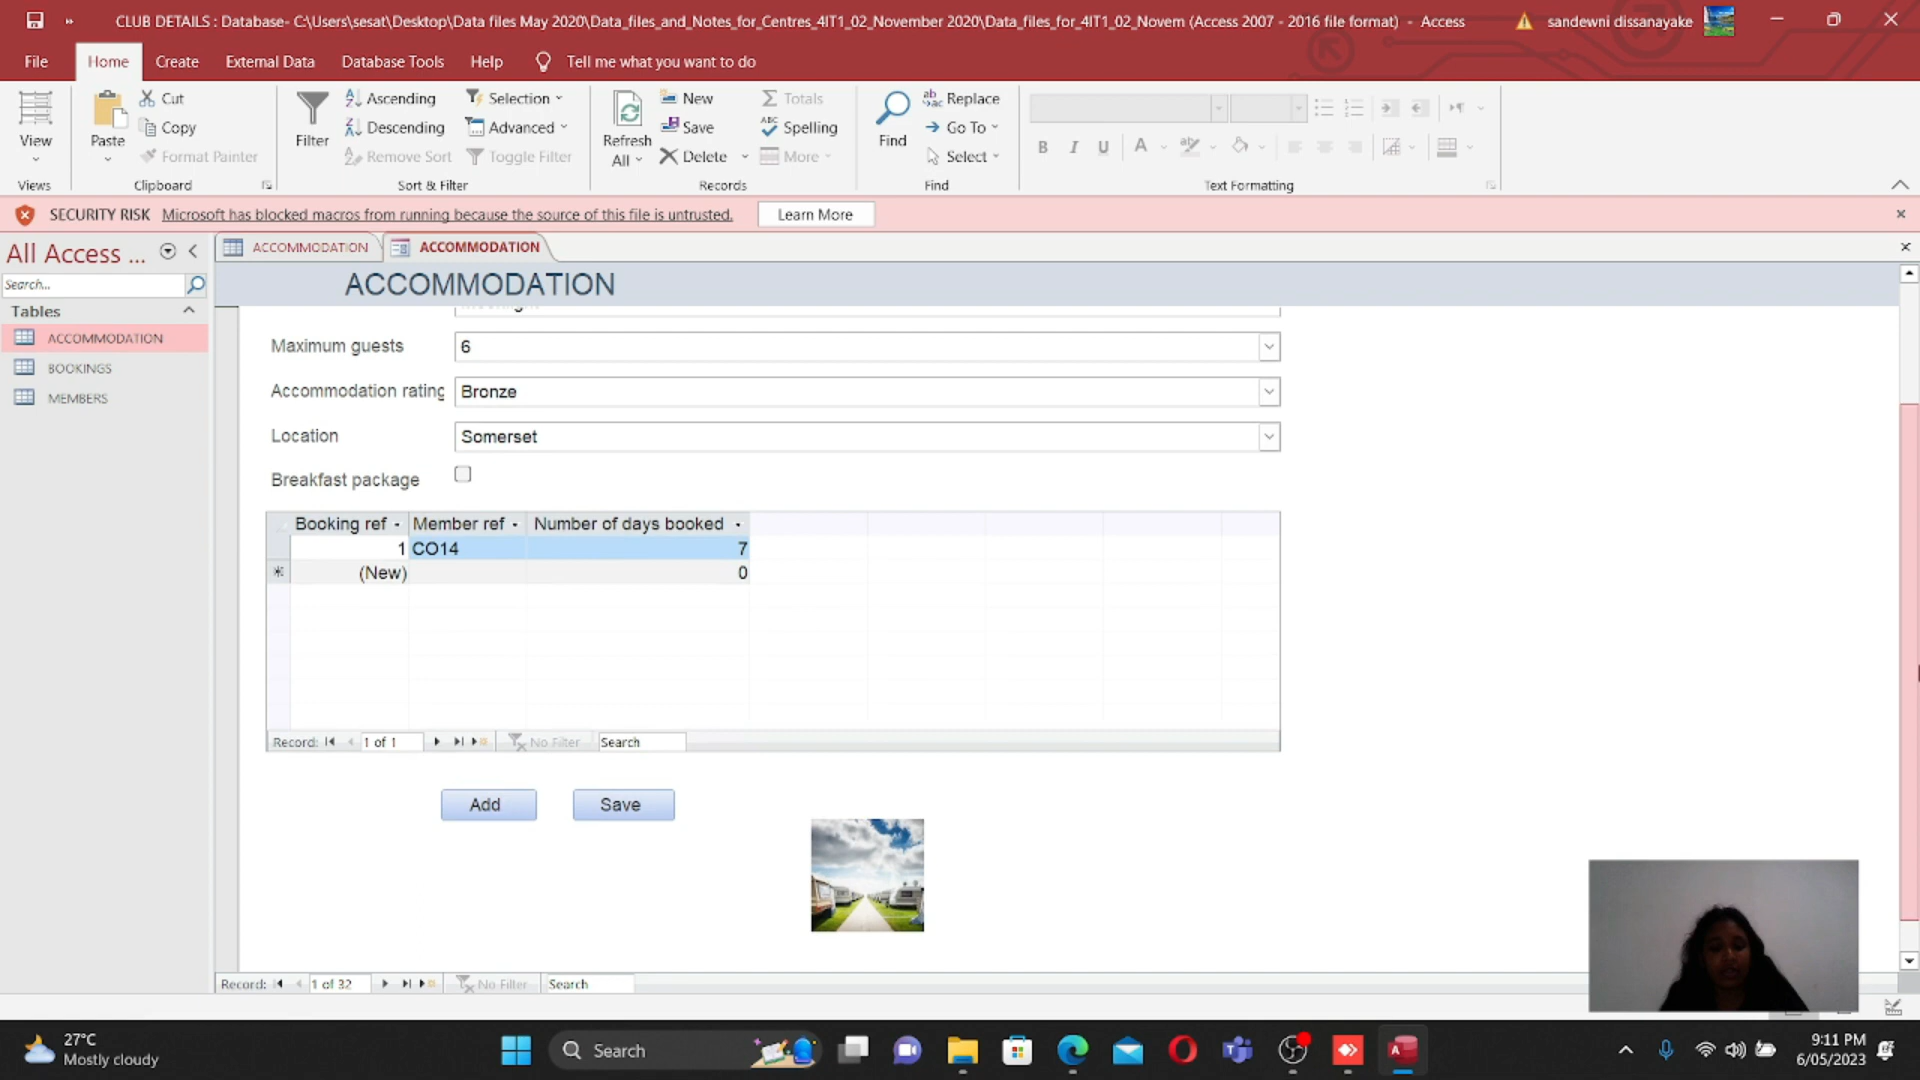 CLUB DETAILS : Database- C:\Users\sesat\Desktop\Data files May 2020\Data_files_and_Notes_for_Centres_4IT1_02_November 2020\Data_files_for_4IT1_02_Novem (Access 2007 - 2016 file format) - Access
sandewni dissanayake
File
Home
Create
External Data
Database Tools
Help
Tell me what you want to do
View
Views
Paste
Cut
Copy
Format Painter
Clipboard
Filter
Ascending
Descending
Remove Sort
Selection
Advanced
Toggle Filter
Sort & Filter
Refresh
All
New
Save
Delete
Totals
Spelling
More
Records
Find
Replace
Go To
Select
Find
B I U A
Text Formatting
SECURITY RISK Microsoft has blocked macros from running because the source of this file is untrusted. Learn More
All Access ...
Search...
Tables
ACCOMMODATION
BOOKINGS
MEMBERS
ACCOMMODATION
ACCOMMODATION
ACCOMMODATION
Maximum guests 6
Accommodation rating Bronze
Location Somerset
Breakfast package
Booking ref Member ref Number of days booked
1 CO14 7
(New) 0
Record: 1 of 1 No Filter Search
Add Save
Record: 1 of 32 No Filter Search
27°C
Mostly cloudy
Search
9:11 PM
6/05/2023